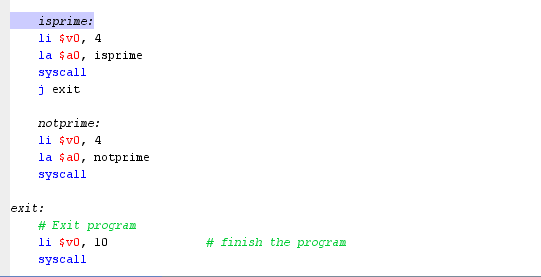 isprime:
li $v0, 4
la $a0, isprime
syscall
j exit
notprime:
li $v0, 4
la $a0, notprime
syscall
exit:
# Exit program
li $v0, 10 # finish the program
syscall